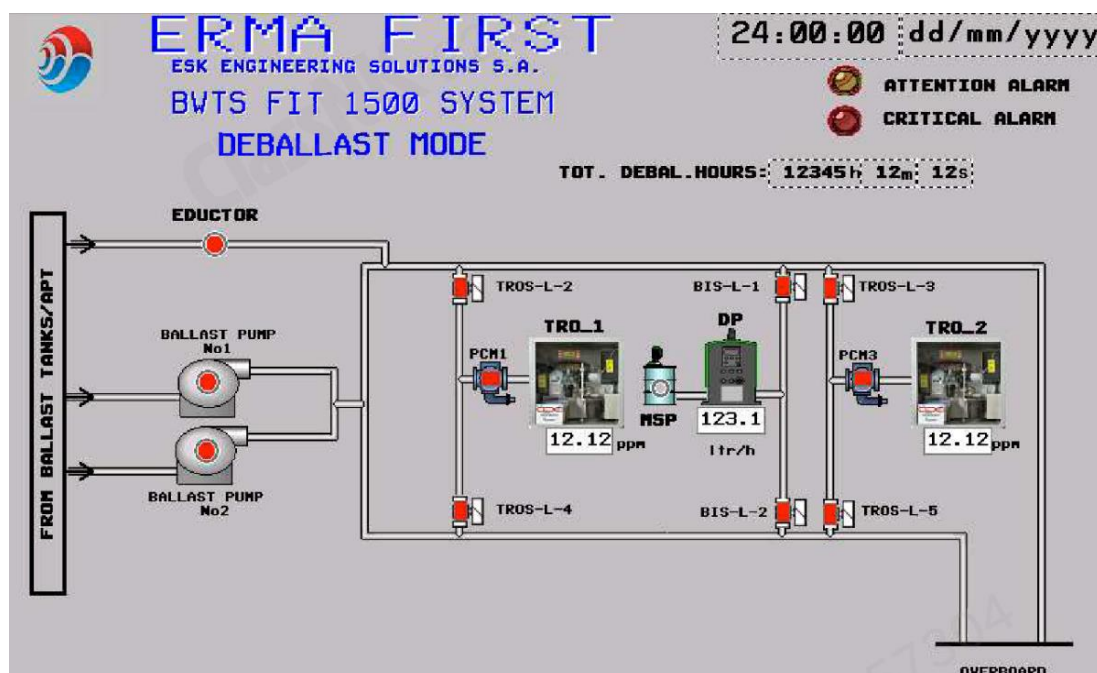 ERMA FIRST
ESK ENGINEERING SOLUTIONS S.A.
BWTS FIT 1500 SYSTEM
DEBALLAST MODE
24:00:00 dd/mm/yyyy
ATTENTION ALARM
CRITICAL ALARM
TOT. DEBAL.HOURS: 12345h 12m 12s
FROM BALLAST TANKS/APT
EDUCTOR
TROS-L-2
BIS-L-1
TROS-L-3
BALLAST PUMP
No1
TRO_1
DP
TRO_2
PCM1
PCM3
MSP
123.1
ltr/h
12.12 ppm
12.12 ppm
BALLAST PUMP
No2
TROS-L-4
BIS-L-2
TROS-L-5
OVERBOARD
57304